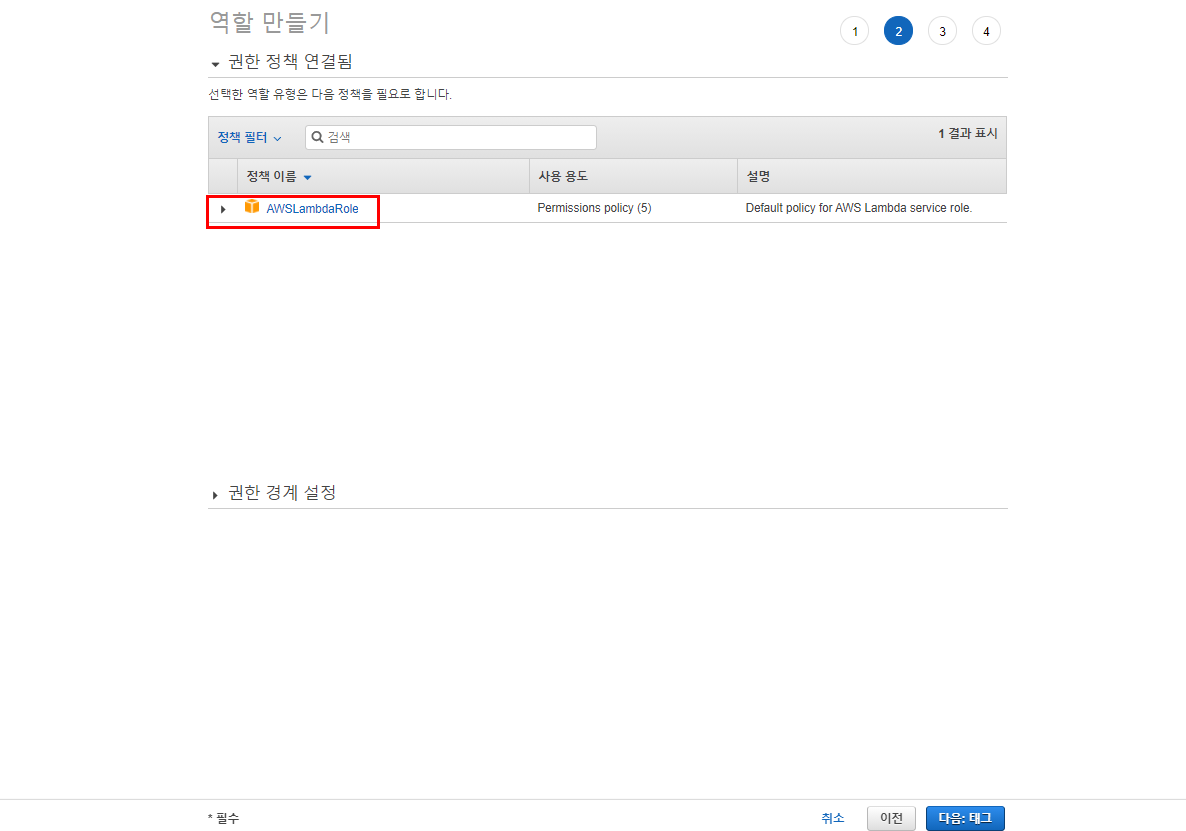 역할 만들기
1 2 3 4
권한 정책 연결됨
선택한 역할 유형은 다음 정책을 필요로 합니다.
정책 필터 검색 1 결과 표시
정책 이름 사용 용도 설명
AWSLambdaRole Permissions policy (5) Default policy for AWS Lambda service role.
권한 경계 설정
* 필수 취소 이전 다음: 태그